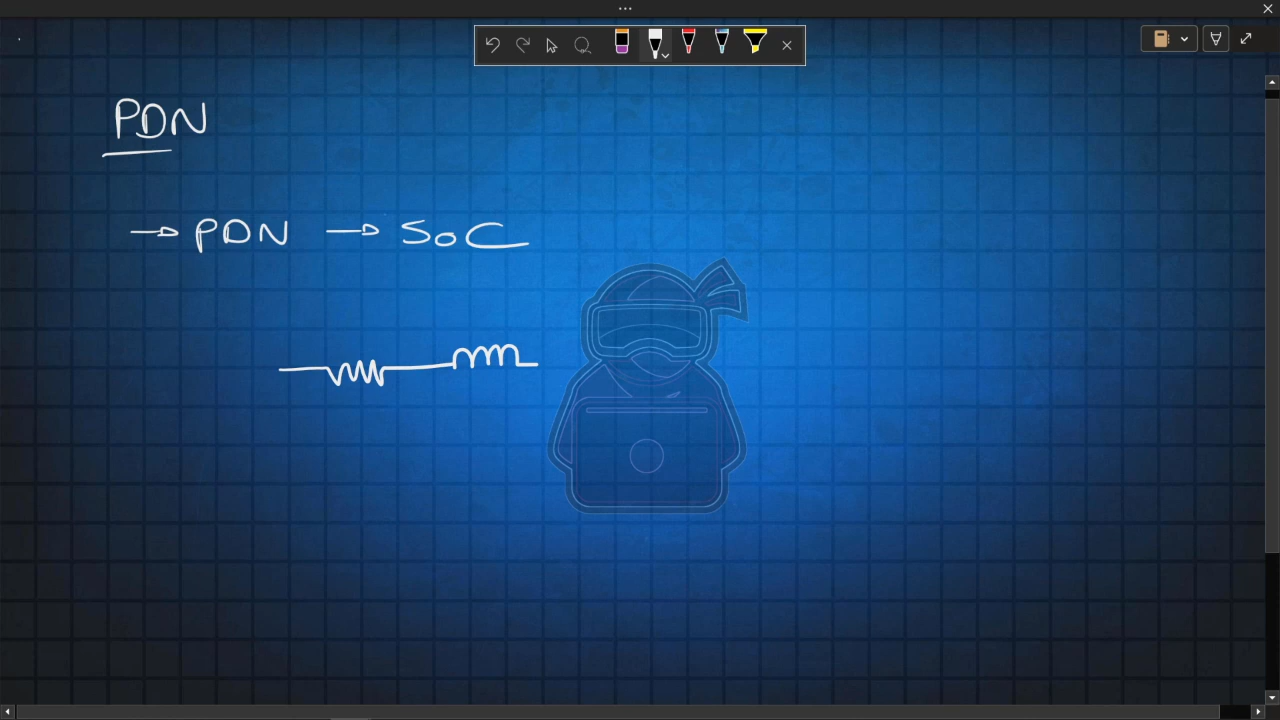 PDN
→ PDN → SoC